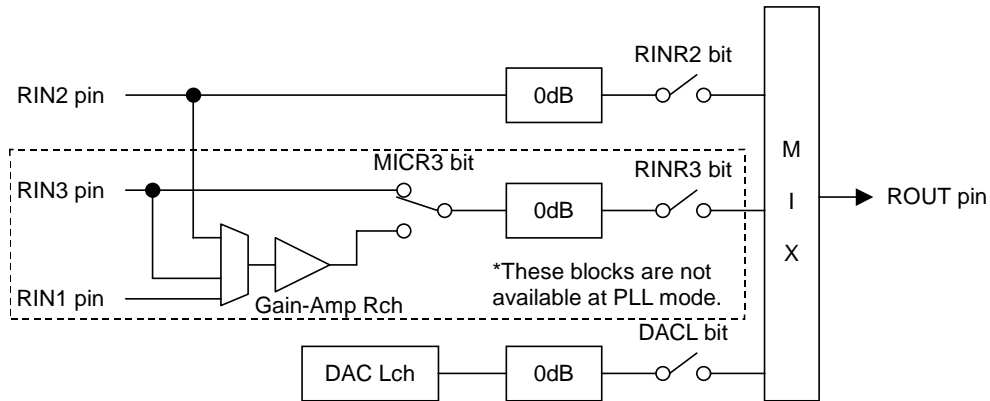 RINR2 bit
RIN2 pin
0dB
MICR3 bit
RINR3 bit
RIN3 pin
0dB
M
I
X
ROUT pin
*These blocks are not
available at PLL mode.
RIN1 pin
Gain-Amp Rch
DACL bit
DAC Lch
0dB